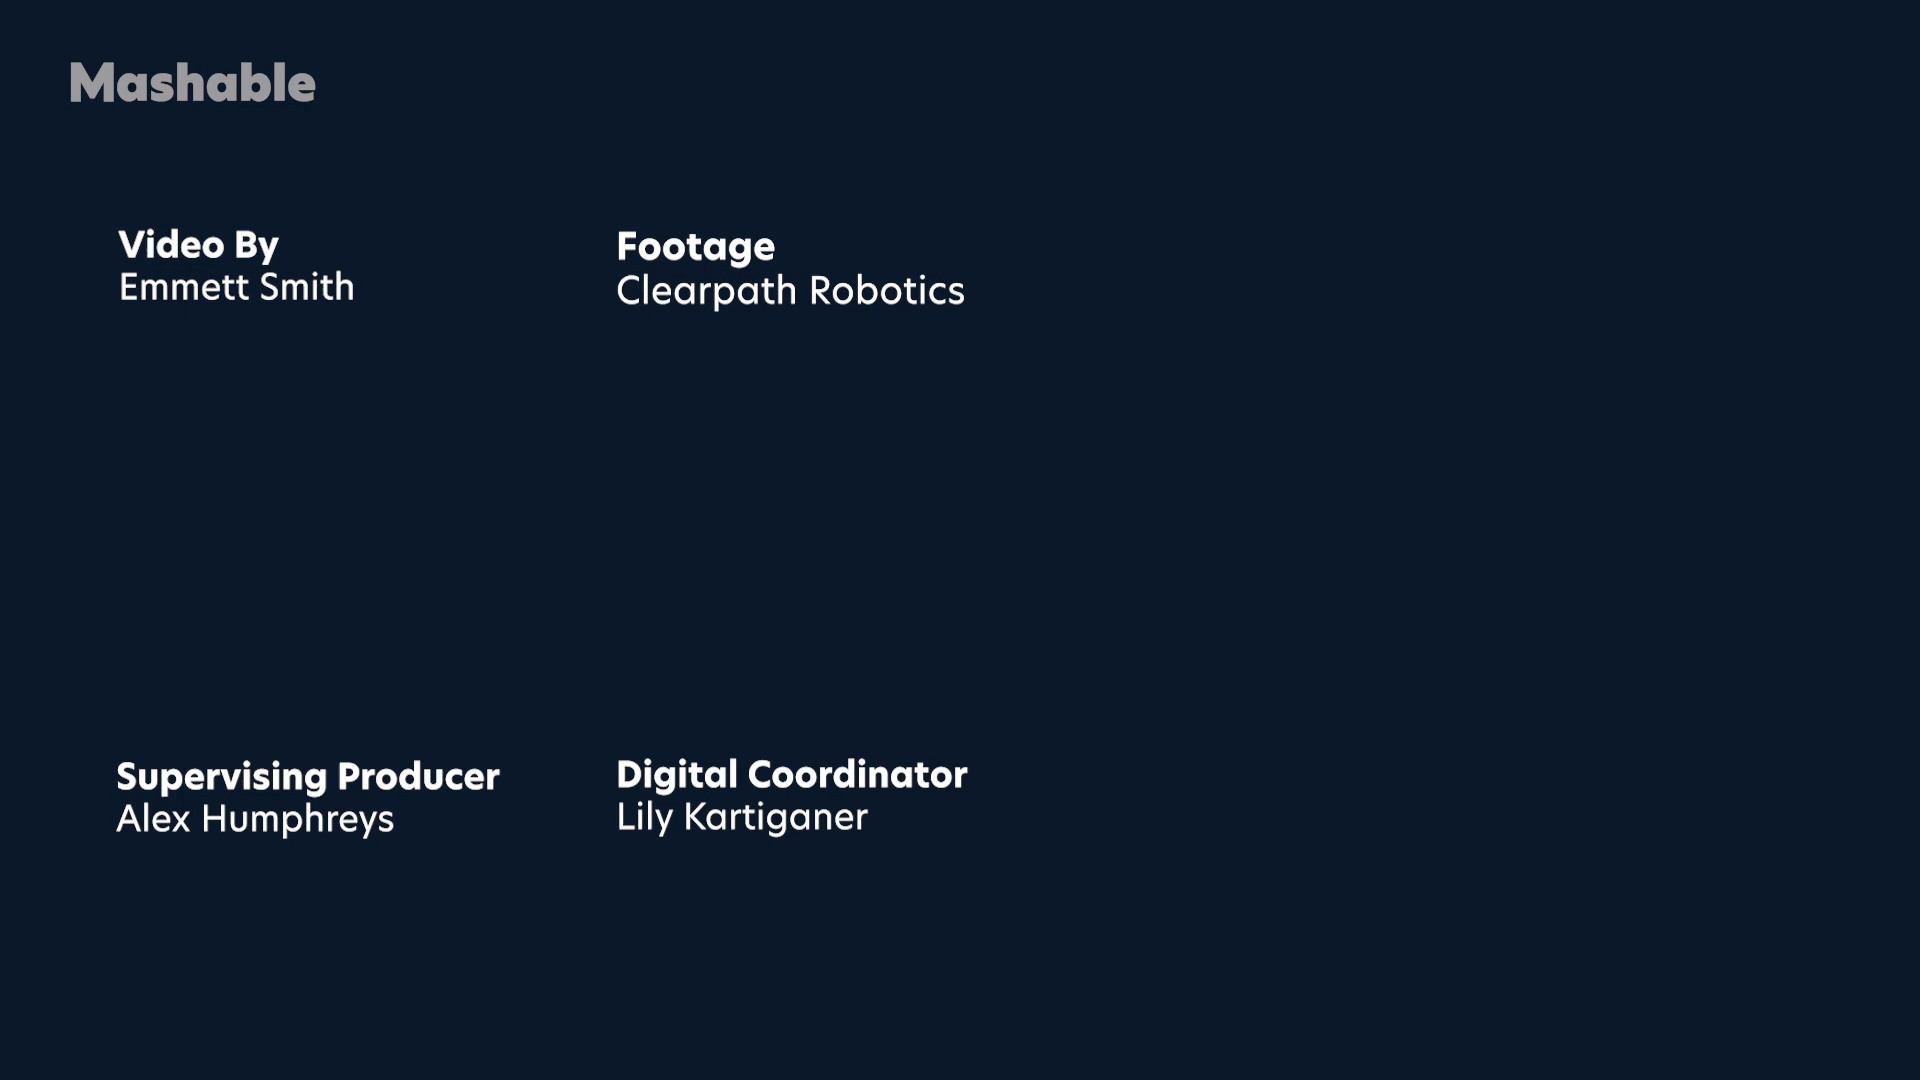 Mashable
Video By
Emmett Smith
Footage
Clearpath Robotics
Supervising Producer
Alex Humphreys
Digital Coordinator
Lily Kartiganer